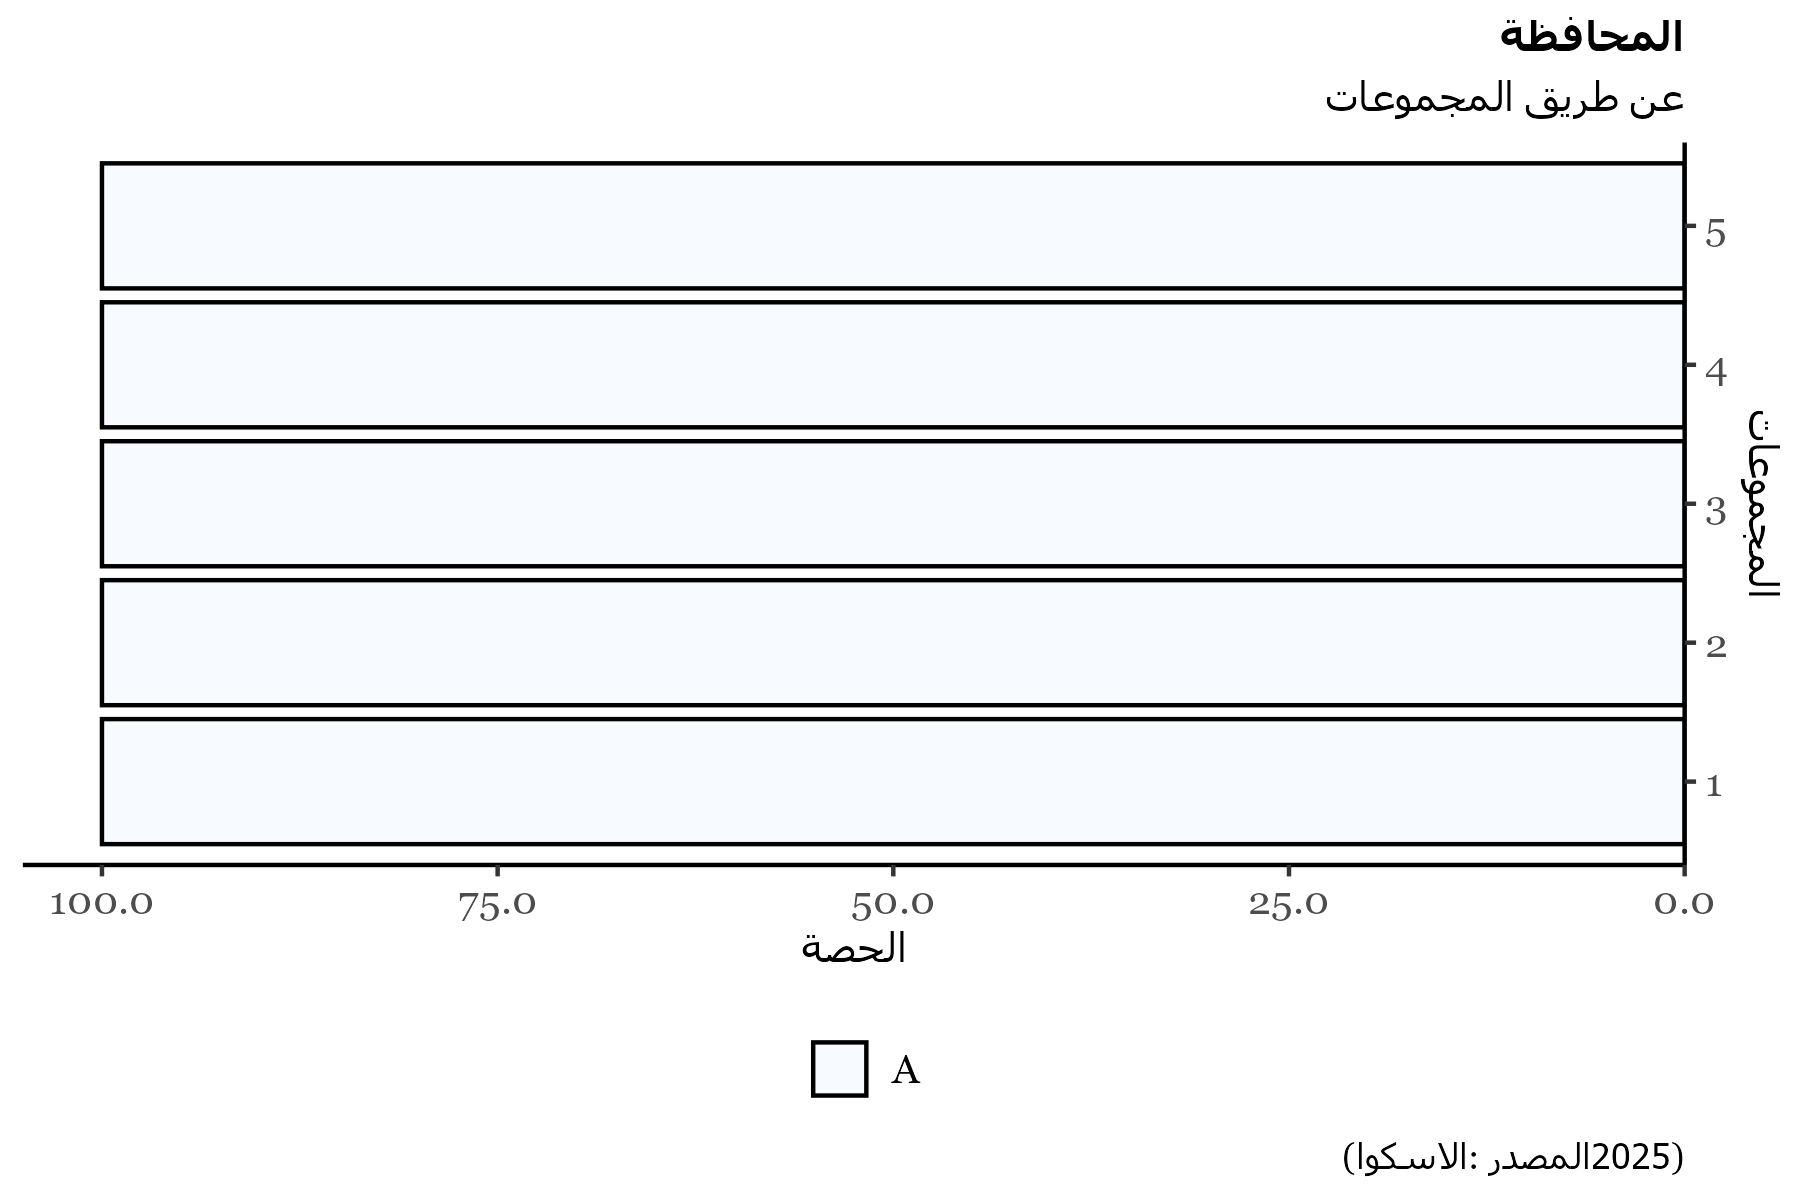 المحافظة
عن طريق المجموعات
5
4
3
2
1
المجموعات
100.0 75.0 50.0 25.0 0.0
الحصة
A
(2025المصدر :الاسكوا)